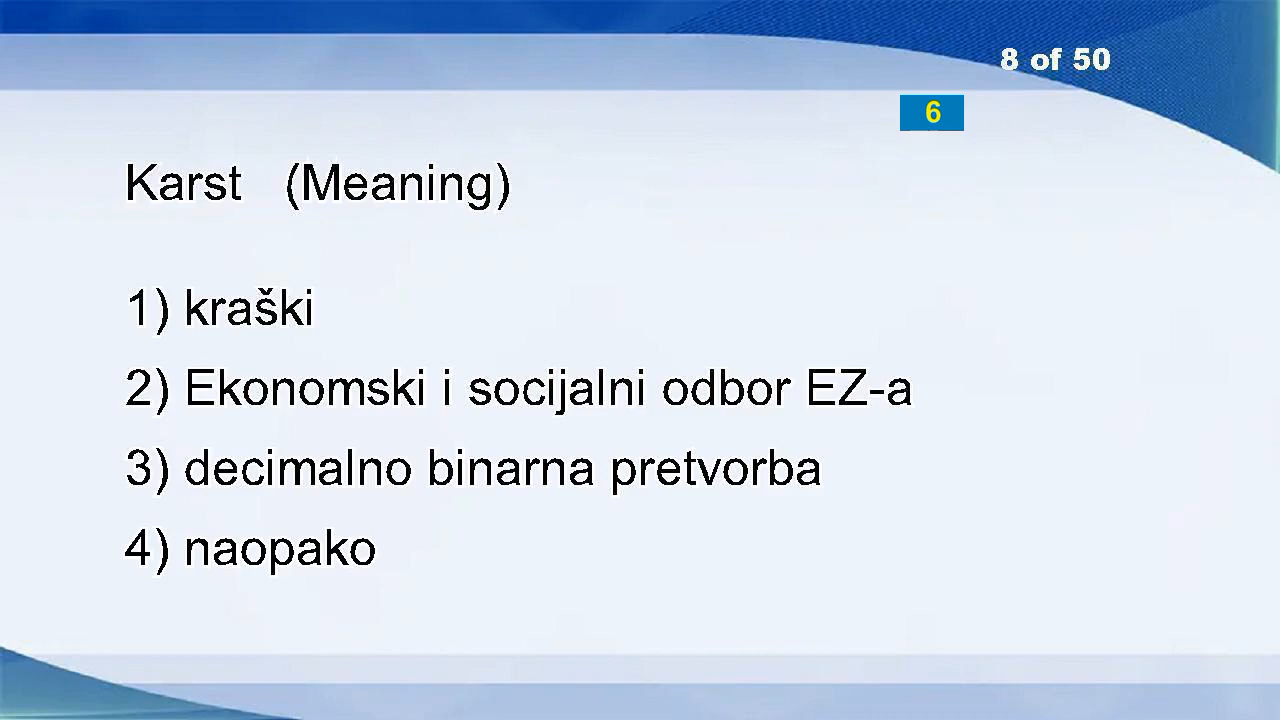 8 of 50
6
Karst (Meaning)
1) kraški
2) Ekonomski i socijalni odbor EZ-a
3) decimalno binarna pretvorba
4) naopako